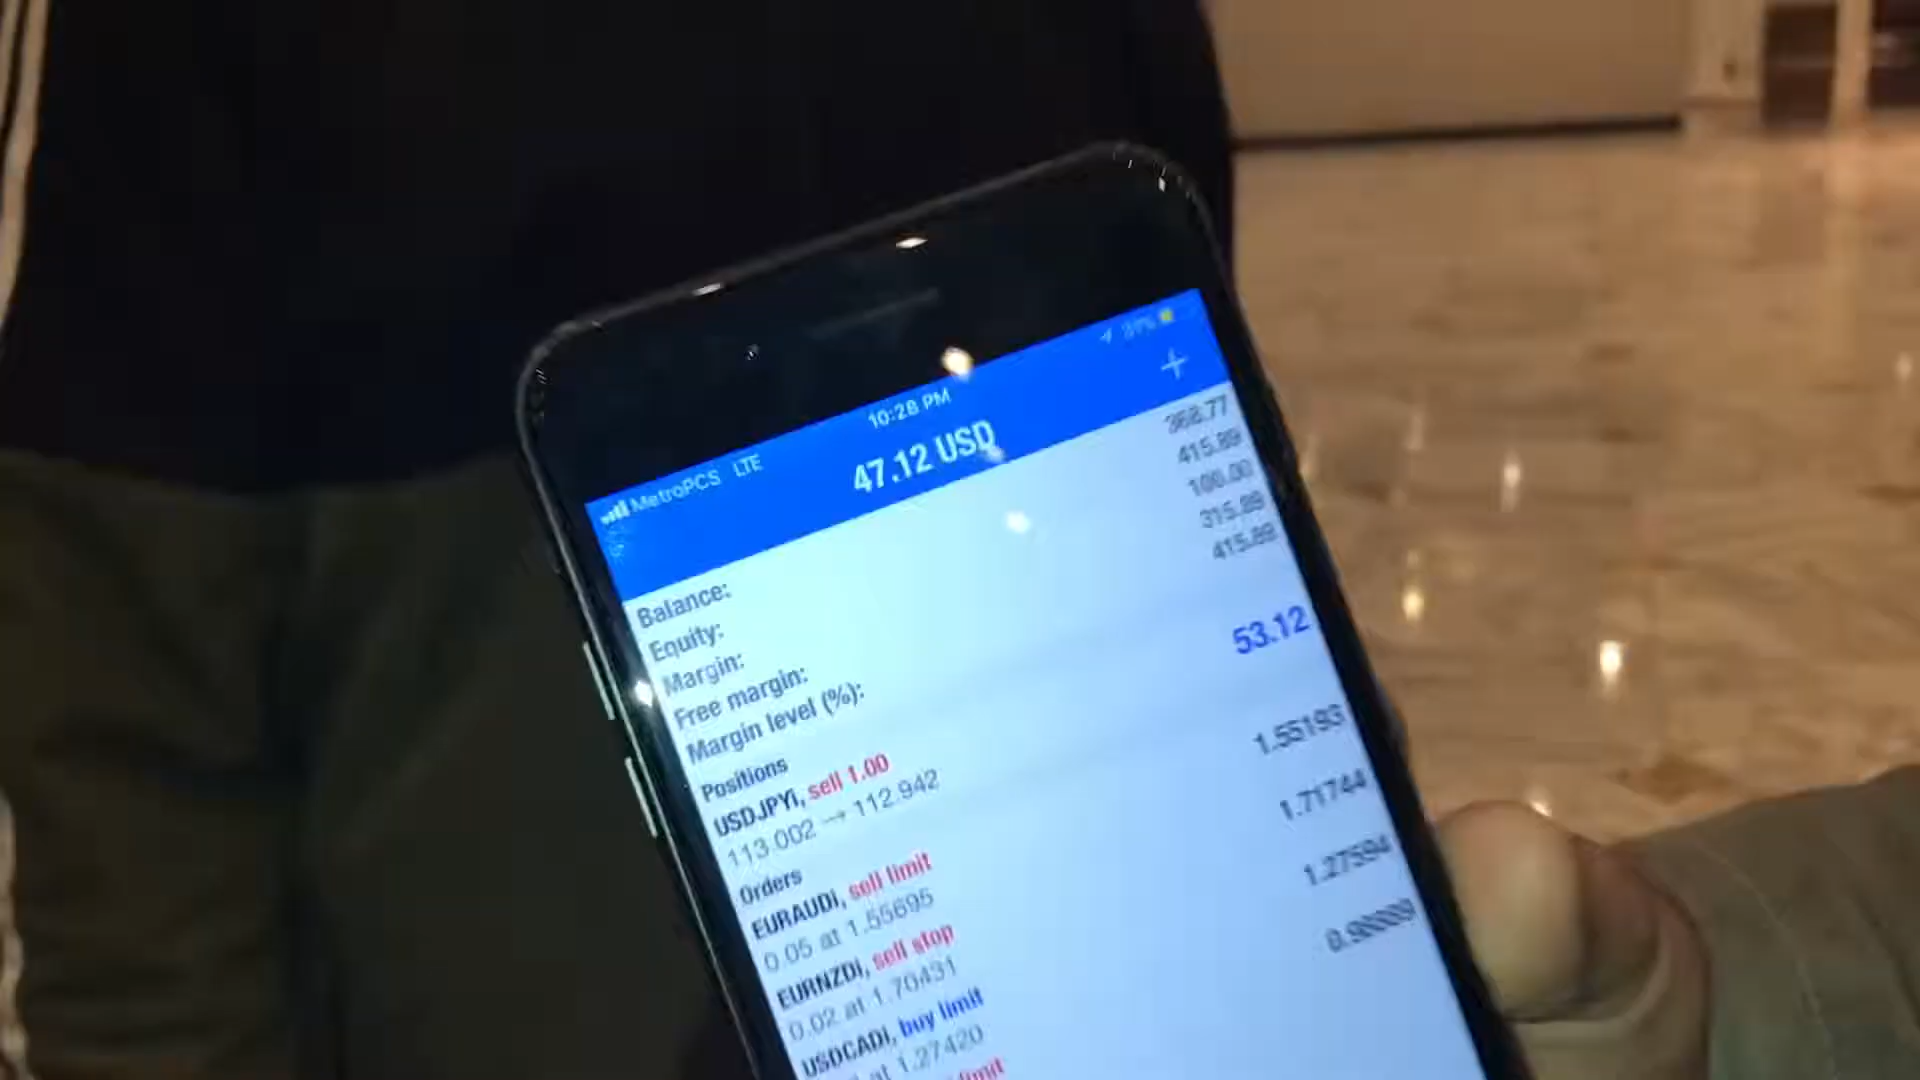 MetroPCS LTE 10:28 PM
47.12 USD +
Balance: 368.77
Equity: 415.89
Margin: 100.00
Free margin: 315.89
Margin level (%): 415.89
Positions
USDJPYi, sell 1.00 53.12
113.002 → 112.942
Orders
EURAUDi, sell limit 1.55193
0.05 at 1.55695
EURNZDi, sell stop 1.71744
0.02 at 1.70431
USDCADi, buy limit 1.27594
at 1.27420
limit